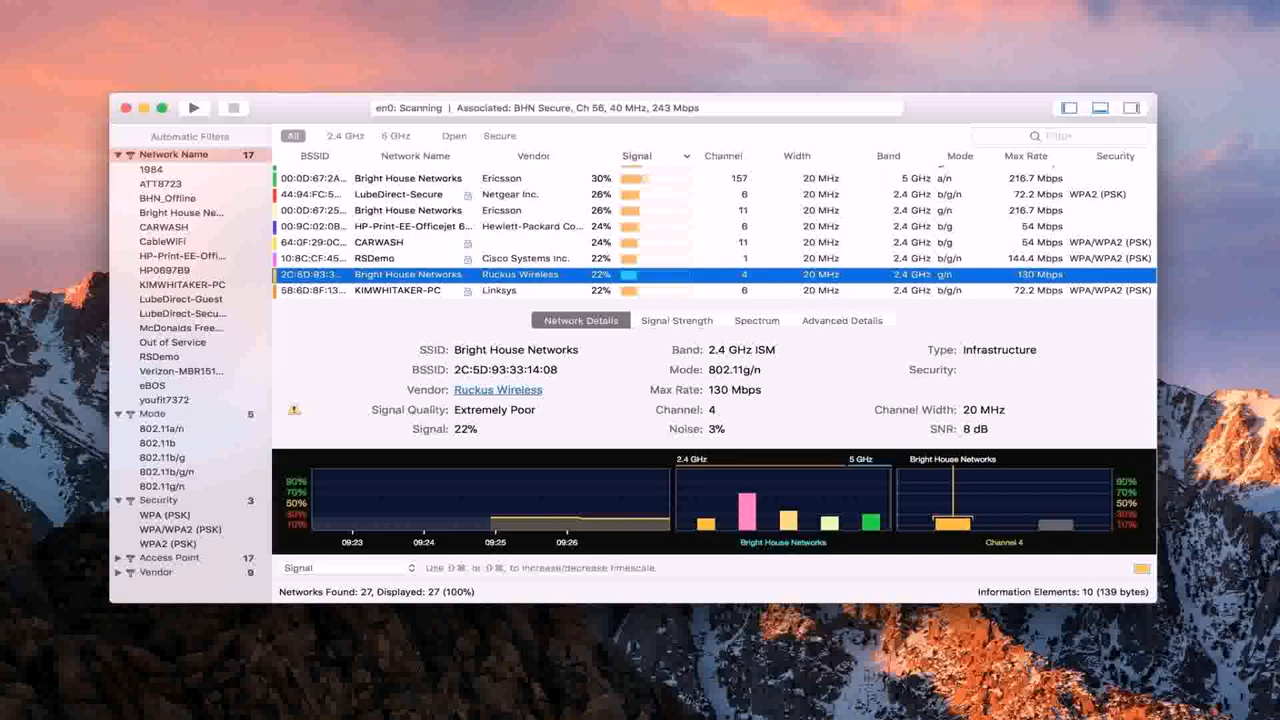 en0: Scanning | Associated: BHN Secure, Ch 56, 40 MHz, 243 Mbps
Automatic Filters
Network Name 17
1984
ATT8723
BHN_Offline
Bright House Ne...
CARWASH
CableWiFi
HP-Print-EE-Offi...
HP0697B9
KIMWHITAKER-PC
LubeDirect-Guest
LubeDirect-Secu...
McDonalds Free...
Out of Service
RSDemo
Verizon-MBR151...
eBOS
youfit7372
Mode 5
802.11a/n
802.11b
802.11b/g
802.11b/g/n
802.11g/n
Security 3
WPA (PSK)
WPA/WPA2 (PSK)
WPA2 (PSK)
Access Point 17
Vendor 9
All 2.4 GHz 5 GHz Open Secure Filter
BSSID Network Name Vendor Signal Channel Width Band Mode Max Rate Security
00:0D:67:2A... Bright House Networks Ericsson 30% 157 20 MHz 5 GHz a/n 216.7 Mbps
44:94:FC:5... LubeDirect-Secure Netgear Inc. 26% 6 20 MHz 2.4 GHz b/g/n 72.2 Mbps WPA2 (PSK)
00:0D:67:25... Bright House Networks Ericsson 26% 11 20 MHz 2.4 GHz b/g/n 216.7 Mbps
00:9C:02:0B... HP-Print-EE-Officejet 6... Hewlett-Packard Co... 24% 6 20 MHz 2.4 GHz b/g 54 Mbps
64:0F:29:0C... CARWASH 24% 11 20 MHz 2.4 GHz b/g 54 Mbps WPA/WPA2 (PSK)
10:8C:CF:45... RSDemo Cisco Systems Inc. 24% 1 20 MHz 2.4 GHz b/g/n 144.4 Mbps WPA/WPA2 (PSK)
2C:5D:93:3... Bright House Networks Ruckus Wireless 22% 4 20 MHz 2.4 GHz g/n 130 Mbps
58:6D:8F:13... KIMWHITAKER-PC Linksys 22% 6 20 MHz 2.4 GHz b/g/n 72.2 Mbps WPA/WPA2 (PSK)
Network Details Signal Strength Spectrum Advanced Details
SSID: Bright House Networks Band: 2.4 GHz ISM Type: Infrastructure
BSSID: 2C:5D:93:33:14:08 Mode: 802.11g/n Security:
Vendor: Ruckus Wireless Max Rate: 130 Mbps
Signal Quality: Extremely Poor Channel: 4 Channel Width: 20 MHz
Signal: 22% Noise: 3% SNR: 8 dB
2.4 GHz 5 GHz Bright House Networks
90% 90%
70% 70%
50% 50%
30% 30%
10% 10%
09:23 09:24 09:25 09:26 Bright House Networks Channel 4
Signal Use ⇧⌘. or ⇧⌘, to increase/decrease timescale.
Networks Found: 27, Displayed: 27 (100%) Information Elements: 10 (139 bytes)